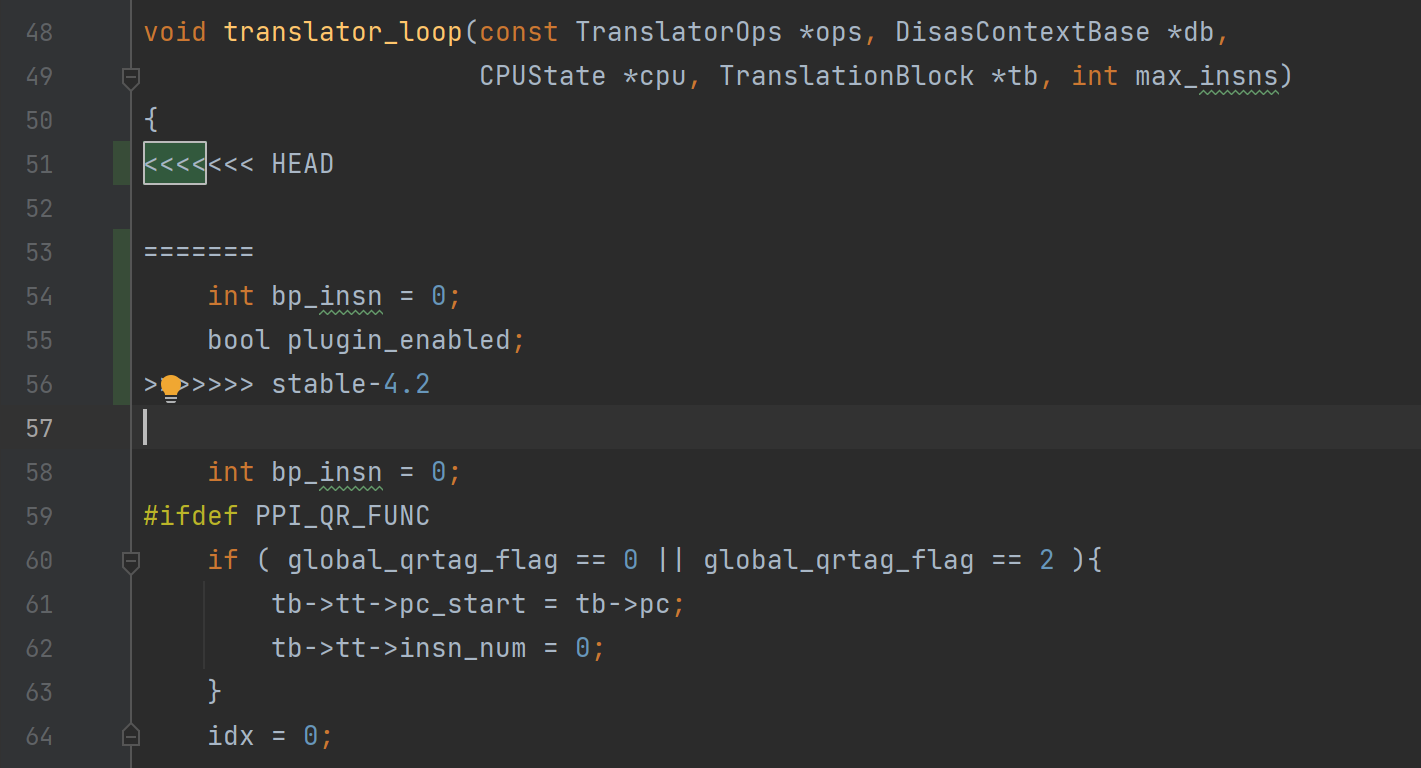 48 void translator_loop(const TranslatorOps *ops, DisasContextBase *db,
49                      CPUState *cpu, TranslationBlock *tb, int max_insns)
50 {
51 <<<<<<< HEAD
52
53 =======
54     int bp_insn = 0;
55     bool plugin_enabled;
56 >>>>>>> stable-4.2
57
58     int bp_insn = 0;
59 #ifdef PPI_QR_FUNC
60     if ( global_qrtag_flag == 0 || global_qrtag_flag == 2 ){
61         tb->tt->pc_start = tb->pc;
62         tb->tt->insn_num = 0;
63     }
64     idx = 0;